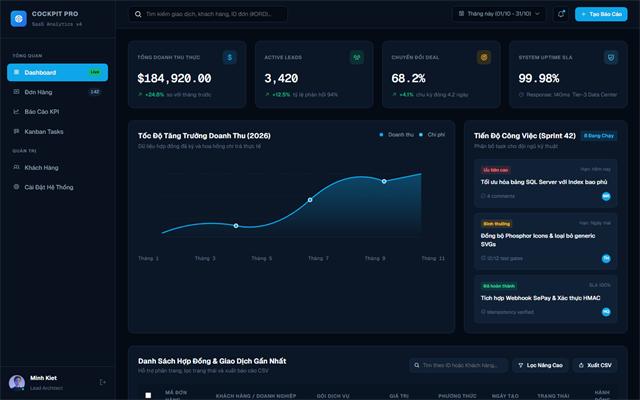 COCKPIT PRO
SaaS Analytics v4
TỔNG QUAN
Dashboard
Live
Đơn Hàng
142
Báo Cáo KPI
Kanban Tasks
QUẢN TRỊ
Khách Hàng
Cài Đặt Hệ Thống
Minh Kiet
Lead Architect
Tìm kiếm giao dịch, khách hàng, ID đơn (#ORD)...
Tháng này (01/10 - 31/10)
+ Tạo Báo Cáo
TỔNG DOANH THU THỰC
$184,920.00
+24.8% so với tháng trước
ACTIVE LEADS
3,420
+12.5% tỷ lệ phản hồi 94%
CHUYỂN ĐỔI DEAL
68.2%
+4.1% chu kỳ đóng 4.2 ngày
SYSTEM UPTIME SLA
99.98%
Response: 140ms Tier-3 Data Center
Tốc Độ Tăng Trưởng Doanh Thu (2026)
Dữ liệu hợp đồng đã ký và hoa hồng chi trả thực tế
Doanh thu
Chi phí
Tháng 1
Tháng 3
Tháng 5
Tháng 7
Tháng 9
Tháng 11
Tiến Độ Công Việc (Sprint 42)
Phân bổ task cho đội ngũ kỹ thuật
8 Đang Chạy
Ưu tiên cao
Hạn: Hôm nay
Tối ưu hóa bảng SQL Server với Index bao phủ
4 comments
Bình thường
Hạn: Ngày mai
Đồng bộ Phosphor Icons & loại bỏ generic SVGs
12/12 test gates
TH
Đã hoàn thành
SLA 100%
Tích hợp Webhook SePay & Xác thực HMAC
Idempotency verified
Danh Sách Hợp Đồng & Giao Dịch Gần Nhất
Hỗ trợ phân trang, lọc trạng thái và xuất báo cáo CSV
Tìm theo ID hoặc Khách hàng...
Lọc Nâng Cao
Xuất CSV
MÃ ĐƠN HÀNG
KHÁCH HÀNG / DOANH NGHIỆP
GÓI DỊCH VỤ
GIÁ TRỊ
PHƯƠNG THỨC
NGÀY TẠO
TRẠNG THÁI
HÀNH ĐỘNG